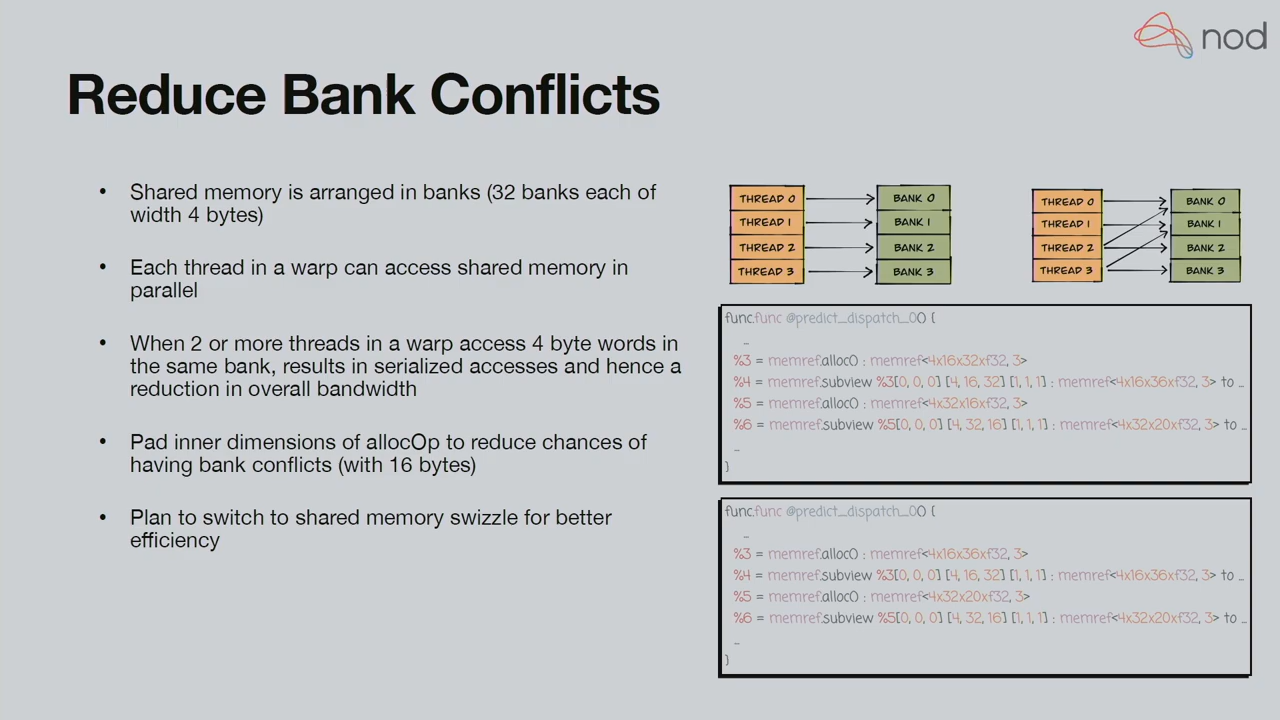 nod
Reduce Bank Conflicts
• Shared memory is arranged in banks (32 banks each of
width 4 bytes)
• Each thread in a warp can access shared memory in
parallel
• When 2 or more threads in a warp access 4 byte words in
the same bank, results in serialized accesses and hence a
reduction in overall bandwidth
• Pad inner dimensions of allocOp to reduce chances of
having bank conflicts (with 16 bytes)
• Plan to switch to shared memory swizzle for better
efficiency
THREAD 0 BANK 0
THREAD 1 BANK 1
THREAD 2 BANK 2
THREAD 3 BANK 3
THREAD 0 BANK 0
THREAD 1 BANK 1
THREAD 2 BANK 2
THREAD 3 BANK 3
func.func @predict_dispatch_0() {
...
%3 = memref.alloc() : memref<4x16x32xf32, 3>
%4 = memref.subview %3[0, 0, 0] [4, 16, 32] [1, 1, 1] : memref<4x16x36xf32, 3> to ...
%5 = memref.alloc() : memref<4x32x16xf32, 3>
%6 = memref.subview %5[0, 0, 0] [4, 32, 16] [1, 1, 1] : memref<4x32x20xf32, 3> to ...
...
}
func.func @predict_dispatch_0() {
...
%3 = memref.alloc() : memref<4x16x36xf32, 3>
%4 = memref.subview %3[0, 0, 0] [4, 16, 32] [1, 1, 1] : memref<4x16x36xf32, 3> to ...
%5 = memref.alloc() : memref<4x32x20xf32, 3>
%6 = memref.subview %5[0, 0, 0] [4, 32, 16] [1, 1, 1] : memref<4x32x20xf32, 3> to ...
...
}